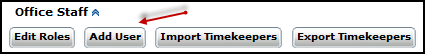 Office Staff
Edit Roles Add User Import Timekeepers Export Timekeepers